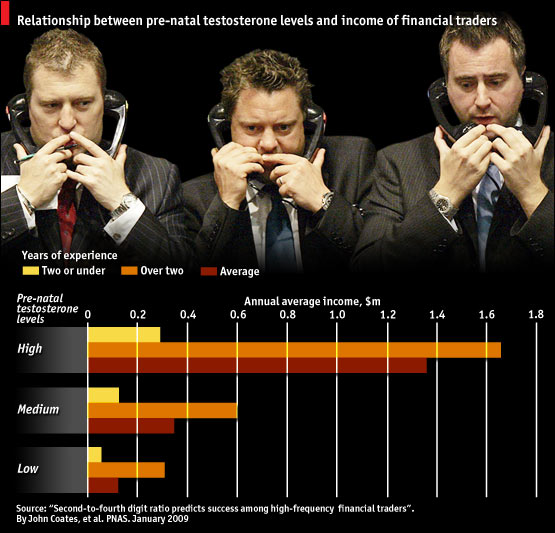 Relationship between pre-natal testosterone levels and income of financial traders
Years of experience
Two or under Over two Average
Pre-natal
testosterone
levels
Annual average income, $m
0 0.2 0.4 0.6 0.8 1.0 1.2 1.4 1.6 1.8
High
Medium
Low
Source: "Second-to-fourth digit ratio predicts success among high-frequency financial traders".
By John Coates, et al. PNAS. January 2009